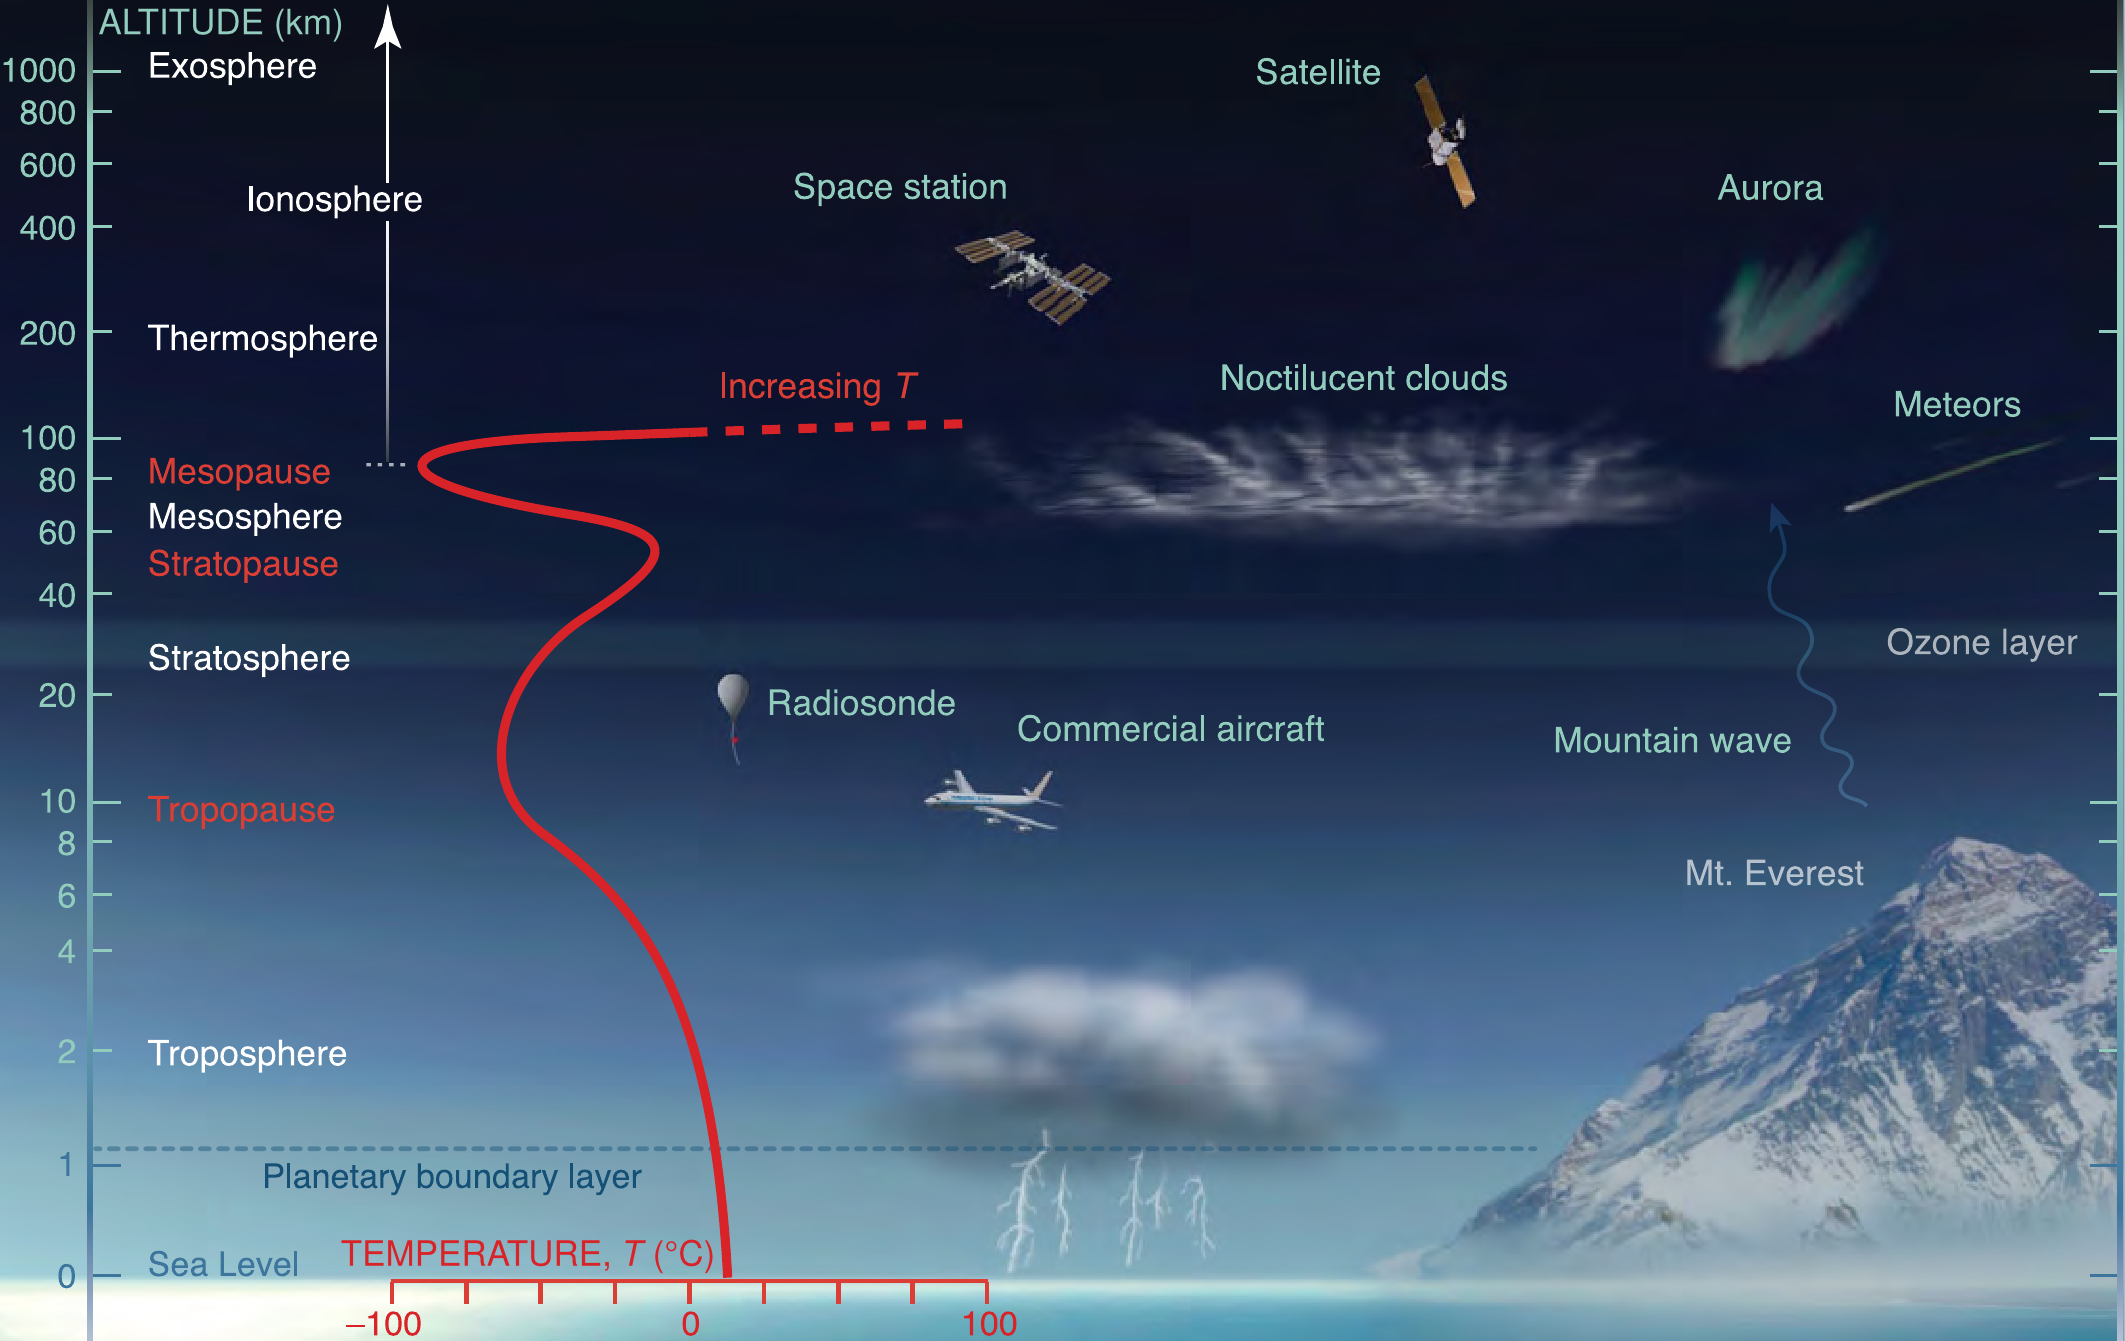 ALTITUDE (km)
1000
Exosphere
Satellite
800
600
Ionosphere
Space station
Aurora
400
200
Thermosphere
Increasing T
Noctilucent clouds
Meteors
100
Mesopause
80
Mesosphere
60
Stratopause
40
Ozone layer
Stratosphere
20
Radiosonde
Commercial aircraft
Mountain wave
10
Tropopause
8
Mt. Everest
6
4
2
Troposphere
1
Planetary boundary layer
0
Sea Level
TEMPERATURE, T (°C)
–100
0
100